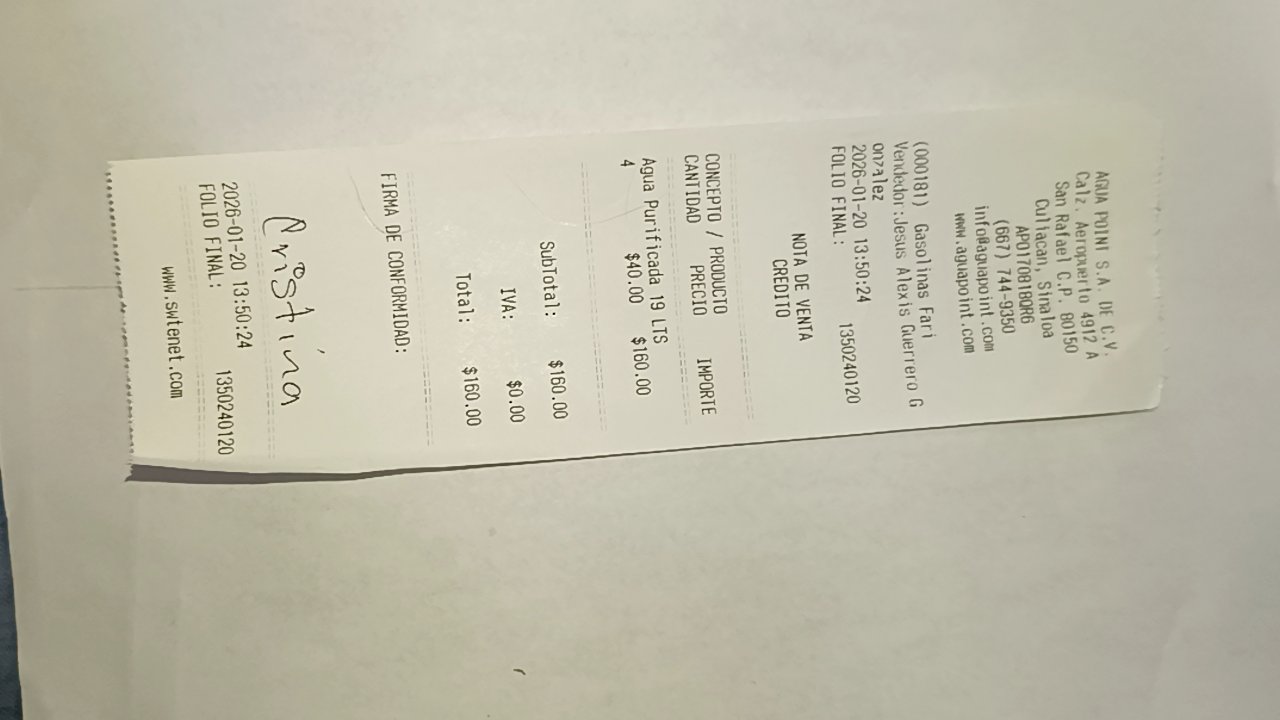 AGUA POINT S.A. DE C.V.
Calz. Aeropuerto 4912 A
San Rafael C.P. 80150
Culiacan, Sinaloa
APO170818QR6
(667) 744-9350
info@aguapoint.com
www.aguapoint.com
(000181) Gasolinas Fari
Vendedor:Jesus Alexis Guerrero G
onzalez
2026-01-20 13:50:24
FOLIO FINAL: 1350240120
NOTA DE VENTA
CREDITO
CONCEPTO / PRODUCTO
CANTIDAD PRECIO IMPORTE
Agua Purificada 19 LTS
4 $40.00 $160.00
SubTotal: $160.00
IVA: $0.00
Total: $160.00
FIRMA DE CONFORMIDAD:
Cristina
2026-01-20 13:50:24
FOLIO FINAL: 1350240120
www.swtenet.com